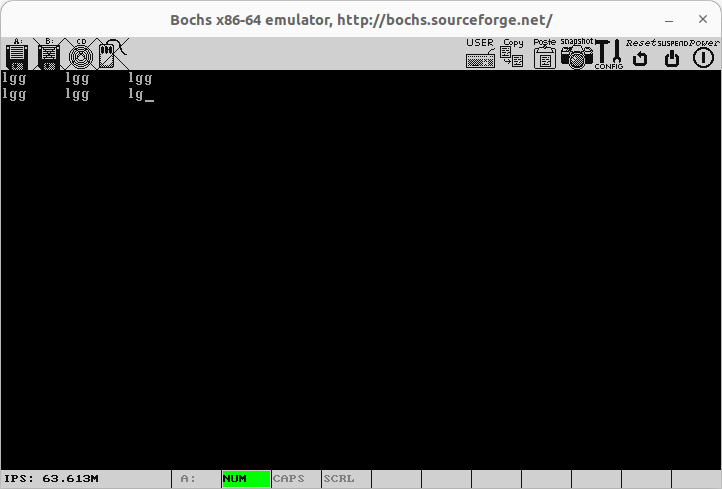 Bochs x86-64 emulator, http://bochs.sourceforge.net/
A: B: CD USER Copy Poste snapshot CONFIG Reset SUSPEND Power
lgg lgg lgg
lgg lgg lg_
IPS: 63.613M A: NUM CAPS SCRL